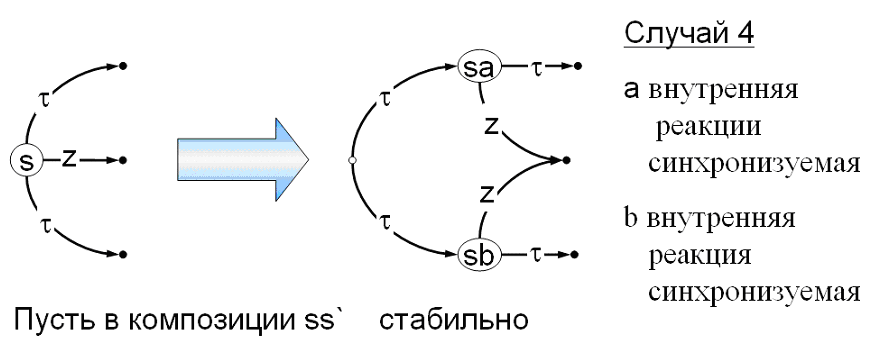 Случай 4
τ
s
z
τ
τ
sa
τ
z
z
τ
sb
τ
a внутренняя
реакции
синхронизуемая
b внутренняя
реакция
синхронизуемая
Пусть в композиции ss` стабильно